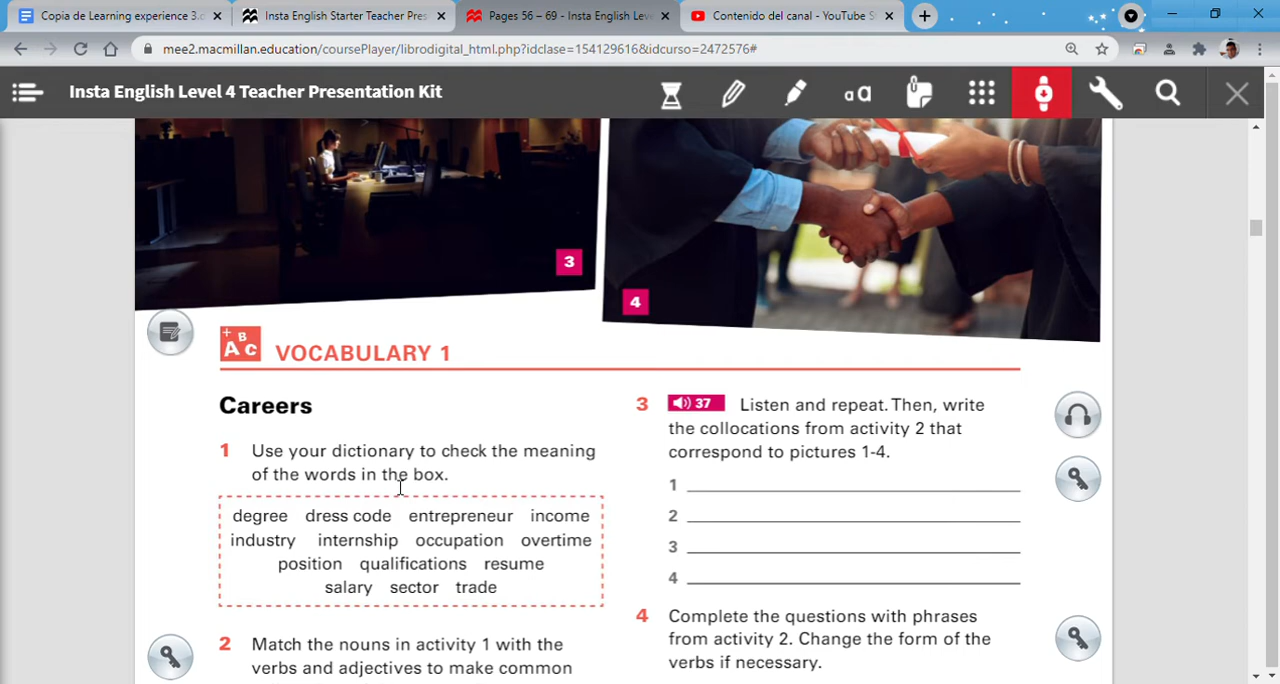 Copia de Learning experience 3.d
Insta English Starter Teacher Pres
Pages 56 – 69 - Insta English Leve
Contenido del canal - YouTube S
mee2.macmillan.education/coursePlayer/librodigital_html.php?idclase=154129616&idcurso=2472576#
Insta English Level 4 Teacher Presentation Kit
a a
3
4
+ B
A c
VOCABULARY 1
Careers
1 Use your dictionary to check the meaning
of the words in the box.
degree dress code entrepreneur income
industry internship occupation overtime
position qualifications resume
salary sector trade
2 Match the nouns in activity 1 with the
verbs and adjectives to make common
3 37 Listen and repeat. Then, write
the collocations from activity 2 that
correspond to pictures 1-4.
1
2
3
4
4 Complete the questions with phrases
from activity 2. Change the form of the
verbs if necessary.